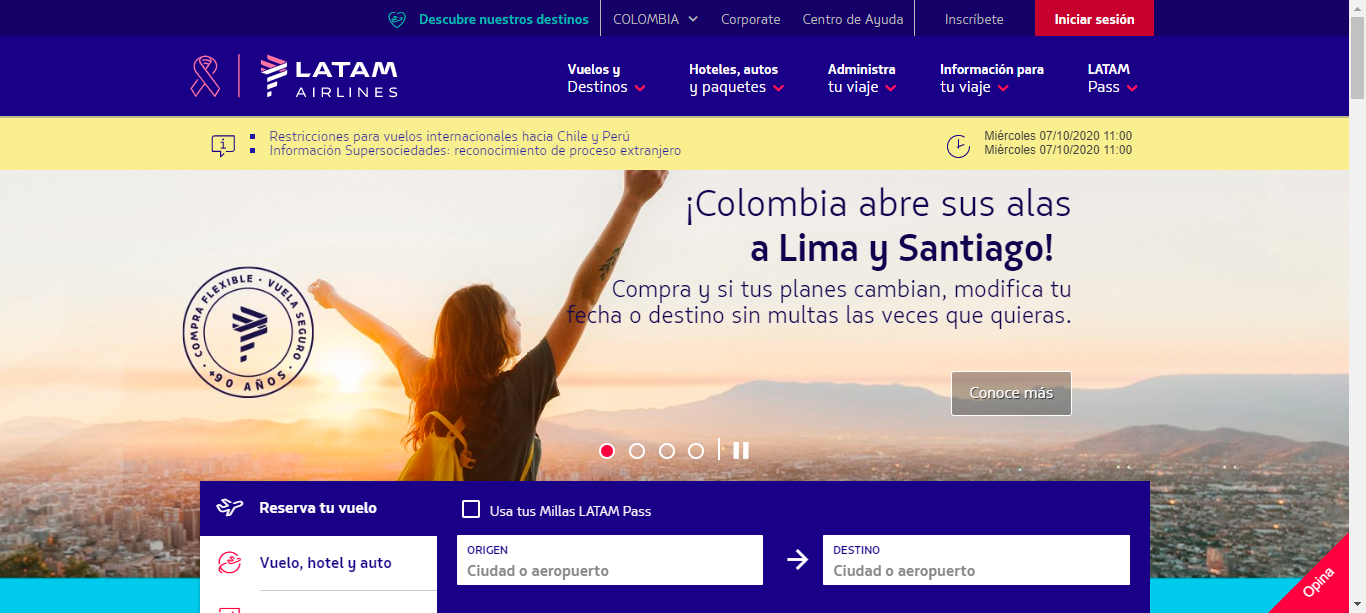 Descubre nuestros destinos
COLOMBIA
Corporate
Centro de Ayuda
Inscríbete
Iniciar sesión
LATAM
AIRLINES
Vuelos y
Destinos
Hoteles, autos
y paquetes
Administra
tu viaje
Información para
tu viaje
LATAM
Pass
Restricciones para vuelos internacionales hacia Chile y Perú
Información Supersociedades: reconocimiento de proceso extranjero
Miércoles 07/10/2020 11:00
Miércoles 07/10/2020 11:00
¡Colombia abre sus alas
a Lima y Santiago!
Compra y si tus planes cambian, modifica tu
fecha o destino sin multas las veces que quieras.
COMPRA FLEXIBLE · VUELA SEGURO ·
+90 AÑOS ·
Conoce más
Reserva tu vuelo
Usa tus Millas LATAM Pass
Vuelo, hotel y auto
ORIGEN
Ciudad o aeropuerto
DESTINO
Ciudad o aeropuerto
Opina